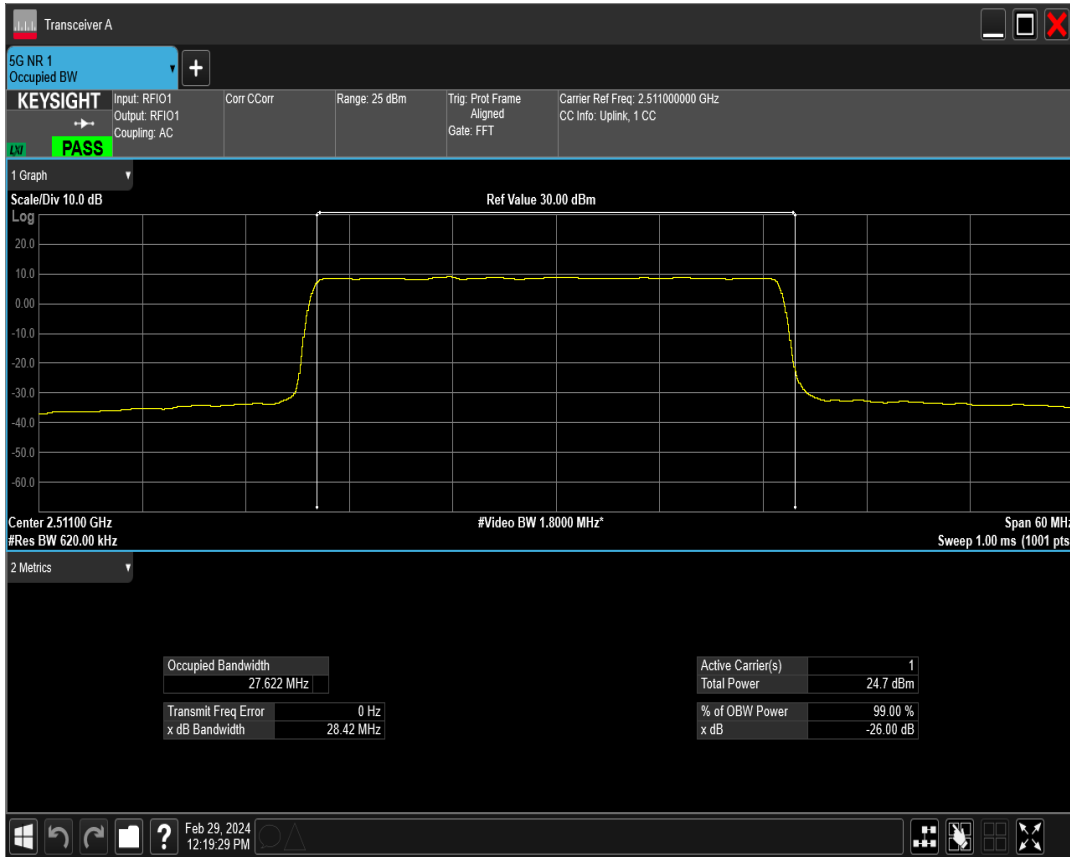 Transceiver A
5G NR 1
Occupied BW
KEYSIGHT
LXI
PASS
Input: RFIO1
Output: RFIO1
Coupling: AC
Corr CCorr
Range: 25 dBm
Trig: Prot Frame
Aligned
Gate: FFT
Carrier Ref Freq: 2.511000000 GHz
CC Info: Uplink, 1 CC
1 Graph
Scale/Div 10.0 dB
Ref Value 30.00 dBm
Log
20.0
10.0
0.00
-10.0
-20.0
-30.0
-40.0
-50.0
-60.0
Center 2.51100 GHz
#Video BW 1.8000 MHz*
Span 60 MHz
#Res BW 620.00 kHz
Sweep 1.00 ms (1001 pts
2 Metrics
Occupied Bandwidth
27.622 MHz
Transmit Freq Error 0 Hz
x dB Bandwidth 28.42 MHz
Active Carrier(s) 1
Total Power 24.7 dBm
% of OBW Power 99.00 %
x dB -26.00 dB
?
Feb 29, 2024
12:19:29 PM